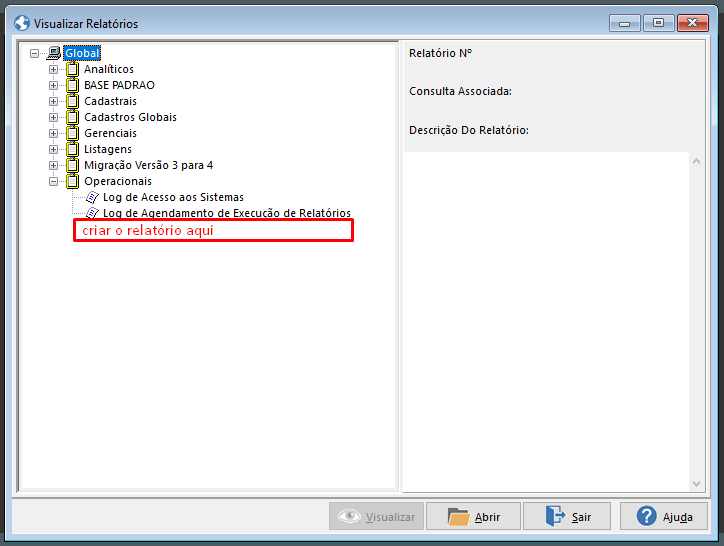 Visualizar Relatórios
Global
Analíticos
BASE PADRAO
Cadastrais
Cadastros Globais
Gerenciais
Listagens
Migração Versão 3 para 4
Operacionais
Log de Acesso aos Sistemas
Log de Agendamento de Execução de Relatórios
criar o relatório aqui
Relatório Nº
Consulta Associada:
Descrição Do Relatório:
Visualizar
Abrir
Sair
Ajuda